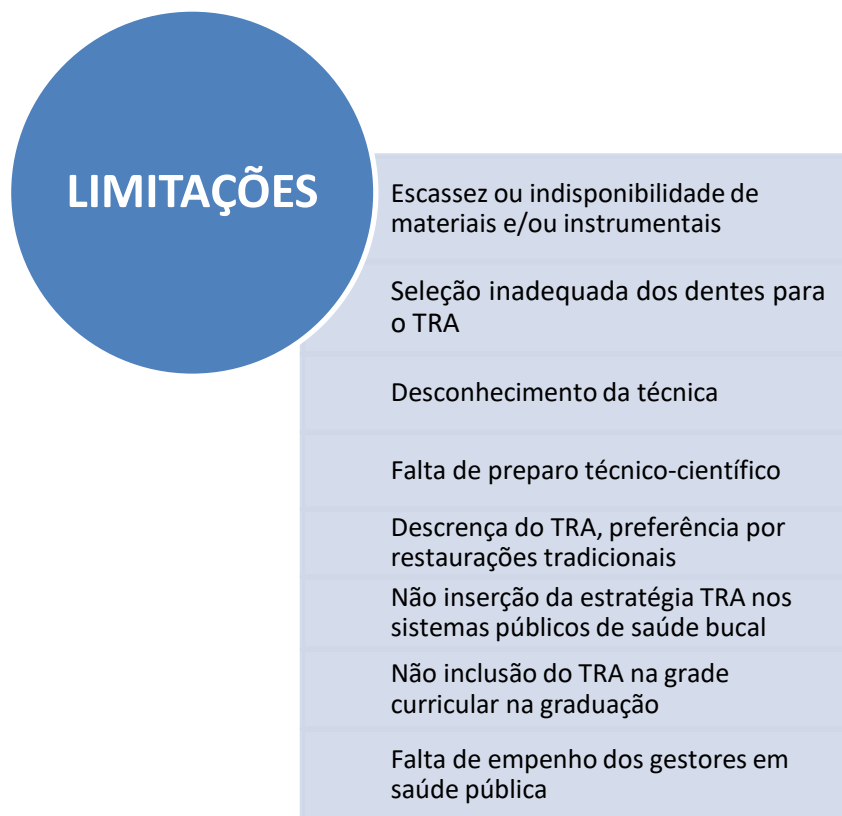 LIMITAÇÕES
Escassez ou indisponibilidade de
materiais e/ou instrumentais
Seleção inadequada dos dentes para
o TRA
Desconhecimento da técnica
Falta de preparo técnico-científico
Descrença do TRA, preferência por
restaurações tradicionais
Não inserção da estratégia TRA nos
sistemas públicos de saúde bucal
Não inclusão do TRA na grade
curricular na graduação
Falta de empenho dos gestores em
saúde pública